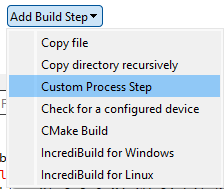 Add Build Step
Copy file
Copy directory recursively
Custom Process Step
Check for a configured device
CMake Build
IncrediBuild for Windows
IncrediBuild for Linux